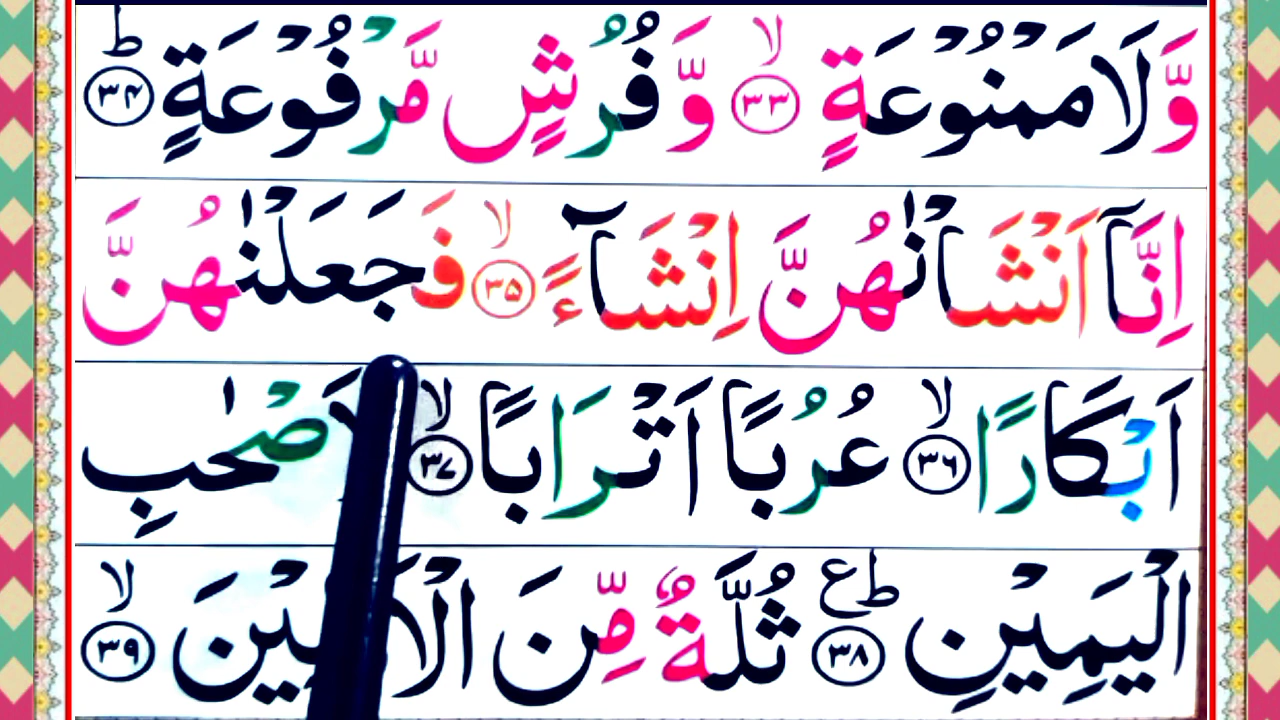 وَّلَا مَمْنُوْعَةٍ ۙ﴿۳۳﴾ وَّ فُرُشٍ مَّرْفُوْعَةٍ ؕ﴿۳۴﴾
اِنَّاۤ اَنْشَاْنٰهُنَّ اِنْشَآءً ۙ﴿۳۵﴾ فَجَعَلْنٰهُنَّ
اَبْكَارًا ۙ﴿۳۶﴾ عُرُبًا اَتْرَابًا ۙ﴿۳۷﴾ اَصْحٰبِ
الْيَمِيْنِ ؕ ع ﴿۳۸﴾ ثُلَّةٌ مِّنَ ۙ﴿۳۹﴾